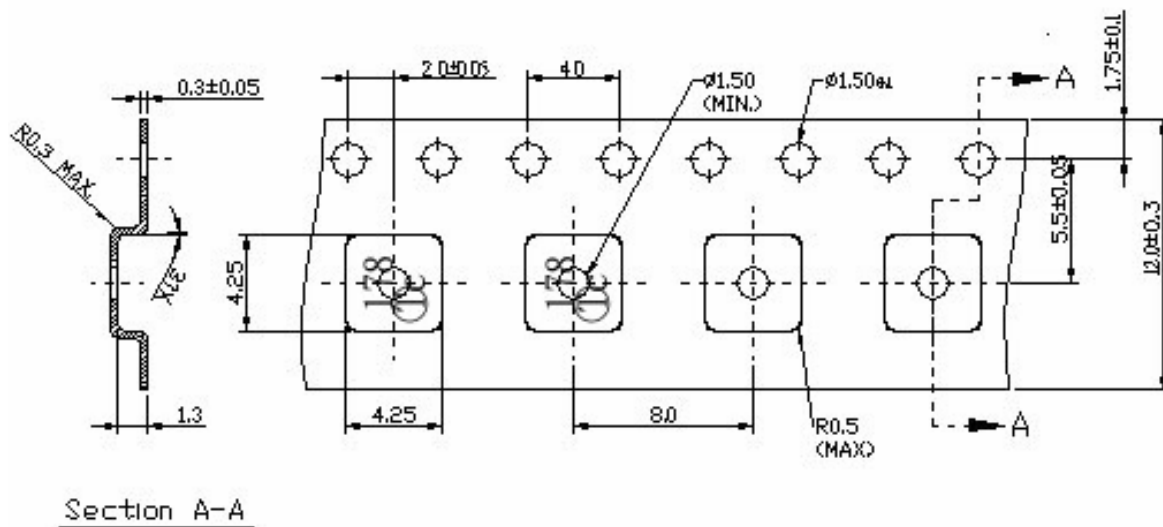 2.0±0.05
4.0
0.3±0.05
Ø1.50
(MIN.)
Ø1.50
A
1.75±0.1
R0.3 MAX.
5.5±0.05
12.0±0.3
4.25
178
178
1.3
4.25
8.0
R0.5
(MAX)
A
Section A-A